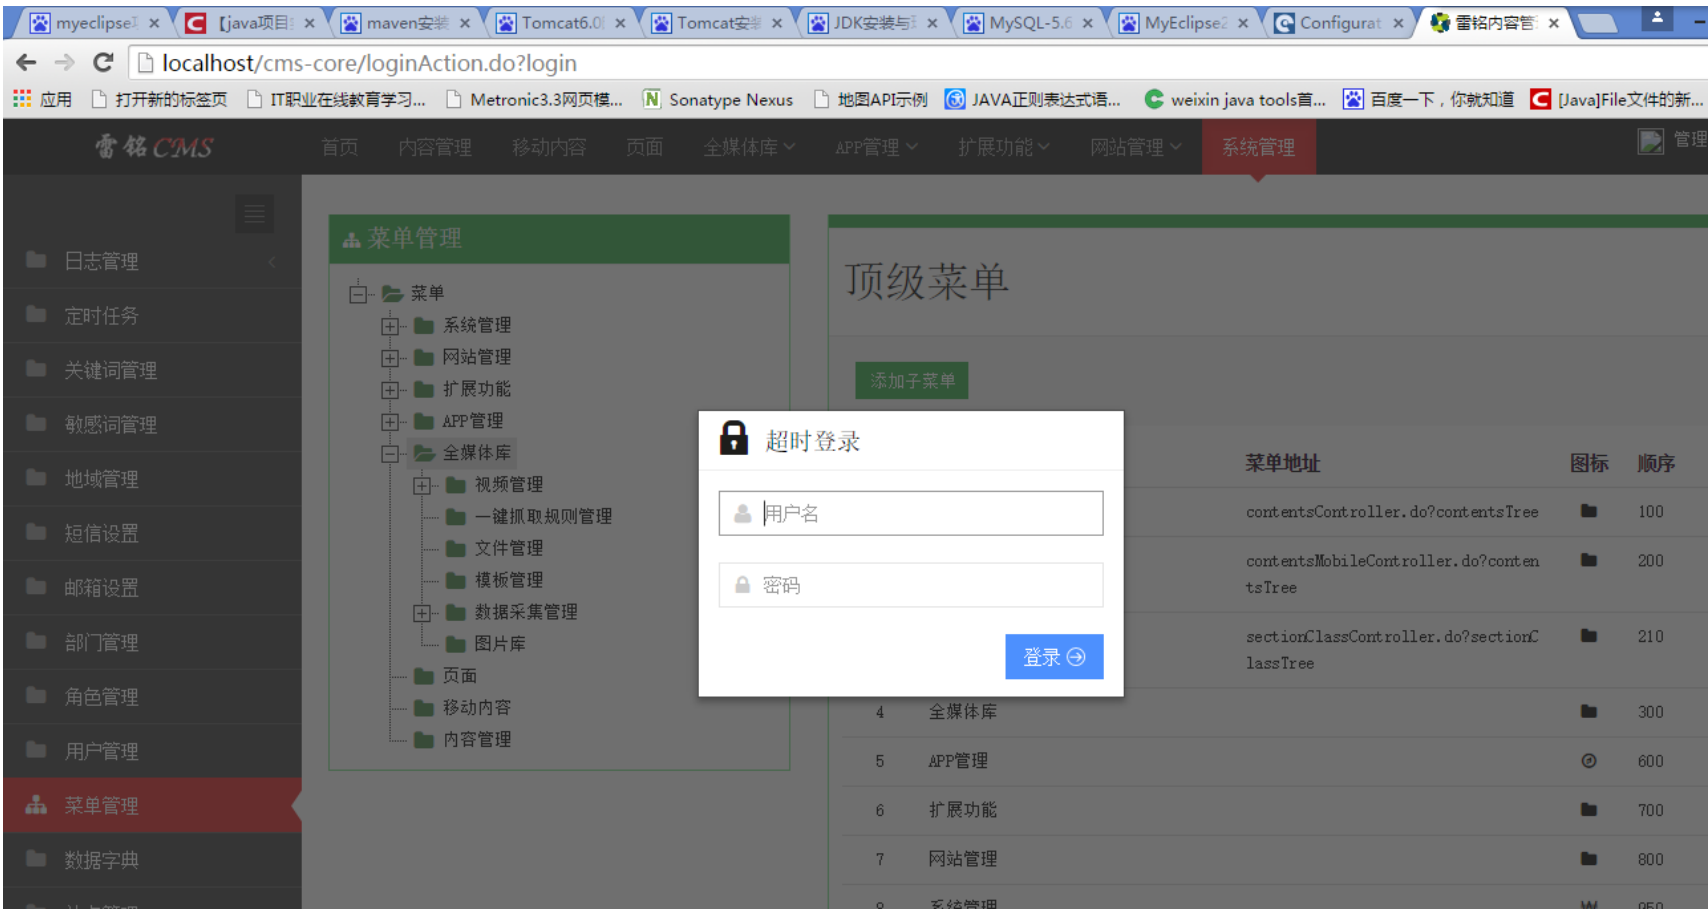 myeclipse
【java项目
maven安装
Tomcat6.0
Tomcat安
JDK安装与
MySQL-5.6
MyEclipse2
Configurat
雷铭内容管
localhost/cms-core/loginAction.do?login
应用 打开新的标签页 IT职业在线教育学习... Metronic3.3网页模... Sonatype Nexus 地图API示例 JAVA正则表达式语... weixin java tools首... 百度一下，你就知道 [Java]File文件的新...
雷铭CMS 首页 内容管理 移动内容 页面 全媒体库 APP管理 扩展功能 网站管理 系统管理 管理
日志管理
定时任务
关键词管理
敏感词管理
地域管理
短信设置
邮箱设置
部门管理
角色管理
用户管理
菜单管理
数据字典
菜单管理
菜单
系统管理
网站管理
扩展功能
APP管理
全媒体库
视频管理
一键抓取规则管理
文件管理
模板管理
数据采集管理
图片库
页面
移动内容
内容管理
顶级菜单
添加子菜单
菜单地址 图标 顺序
contentsController.do?contentsTree 100
contentsMobileController.do?conten 200
tsTree
sectionClassController.do?sectionC 210
lassTree
4 全媒体库 300
5 APP管理 600
6 扩展功能 700
7 网站管理 800
8 系统管理 950
超时登录
用户名
密码
登录